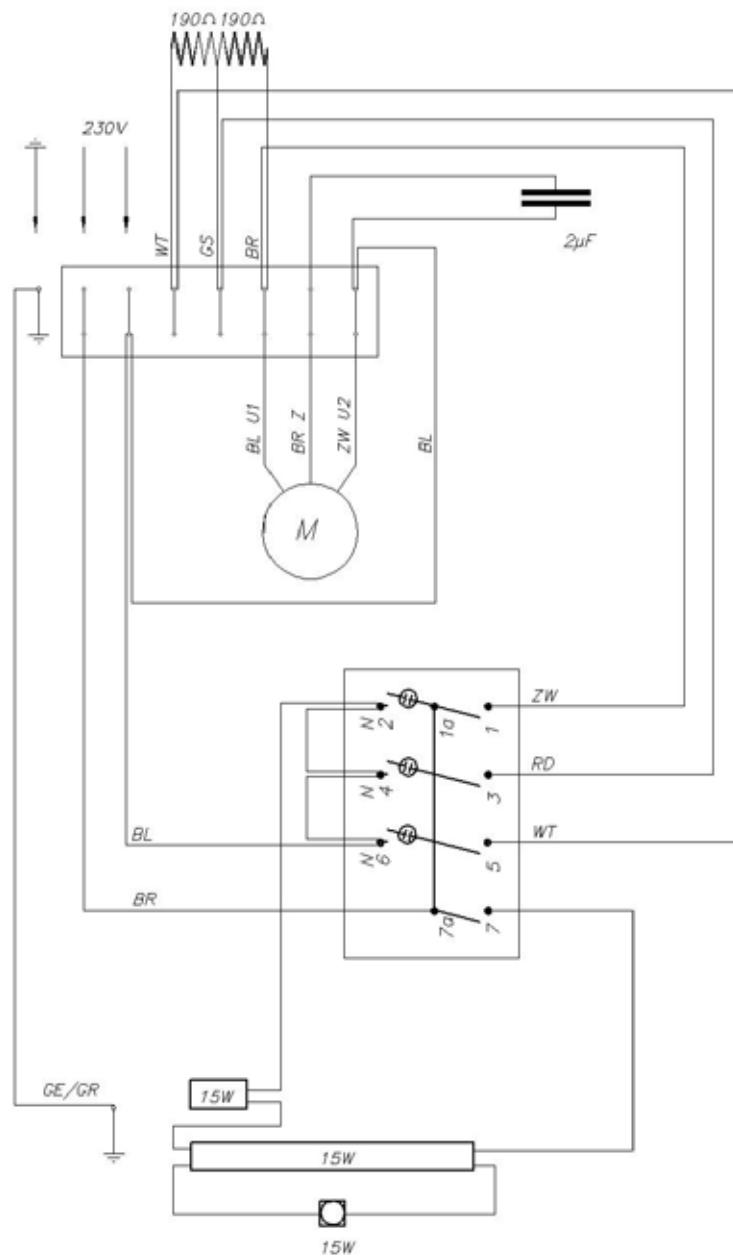 190Ω 190Ω
230V
WT
GS
BR
2µF
BL U1
BR Z
ZW U2
BL
ZW
N 2
1a
1
RD
N 4
3
BL
WT
N 6
5
BR
7a
7
GE/GR
15W
15W
15W
M